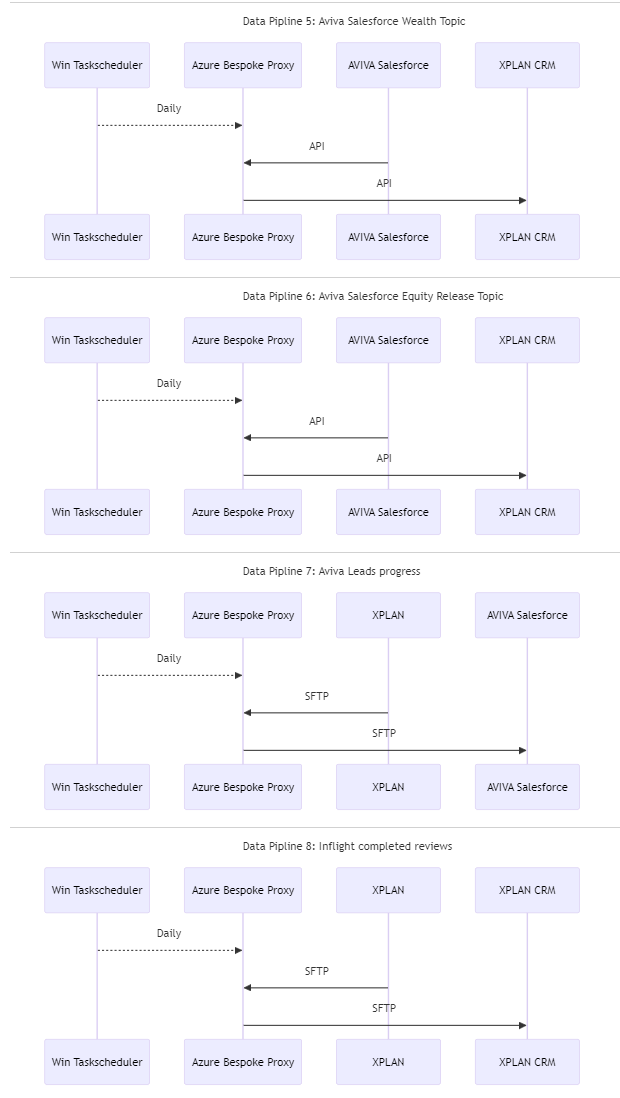 Data Pipline 5: Aviva Salesforce Wealth Topic
Win Taskscheduler Azure Bespoke Proxy AVIVA Salesforce XPLAN CRM
Daily
API
API
Win Taskscheduler Azure Bespoke Proxy AVIVA Salesforce XPLAN CRM
Data Pipline 6: Aviva Salesforce Equity Release Topic
Win Taskscheduler Azure Bespoke Proxy AVIVA Salesforce XPLAN CRM
Daily
API
API
Win Taskscheduler Azure Bespoke Proxy AVIVA Salesforce XPLAN CRM
Data Pipline 7: Aviva Leads progress
Win Taskscheduler Azure Bespoke Proxy XPLAN AVIVA Salesforce
Daily
SFTP
SFTP
Win Taskscheduler Azure Bespoke Proxy XPLAN AVIVA Salesforce
Data Pipline 8: Inflight completed reviews
Win Taskscheduler Azure Bespoke Proxy XPLAN XPLAN CRM
Daily
SFTP
SFTP
Win Taskscheduler Azure Bespoke Proxy XPLAN XPLAN CRM